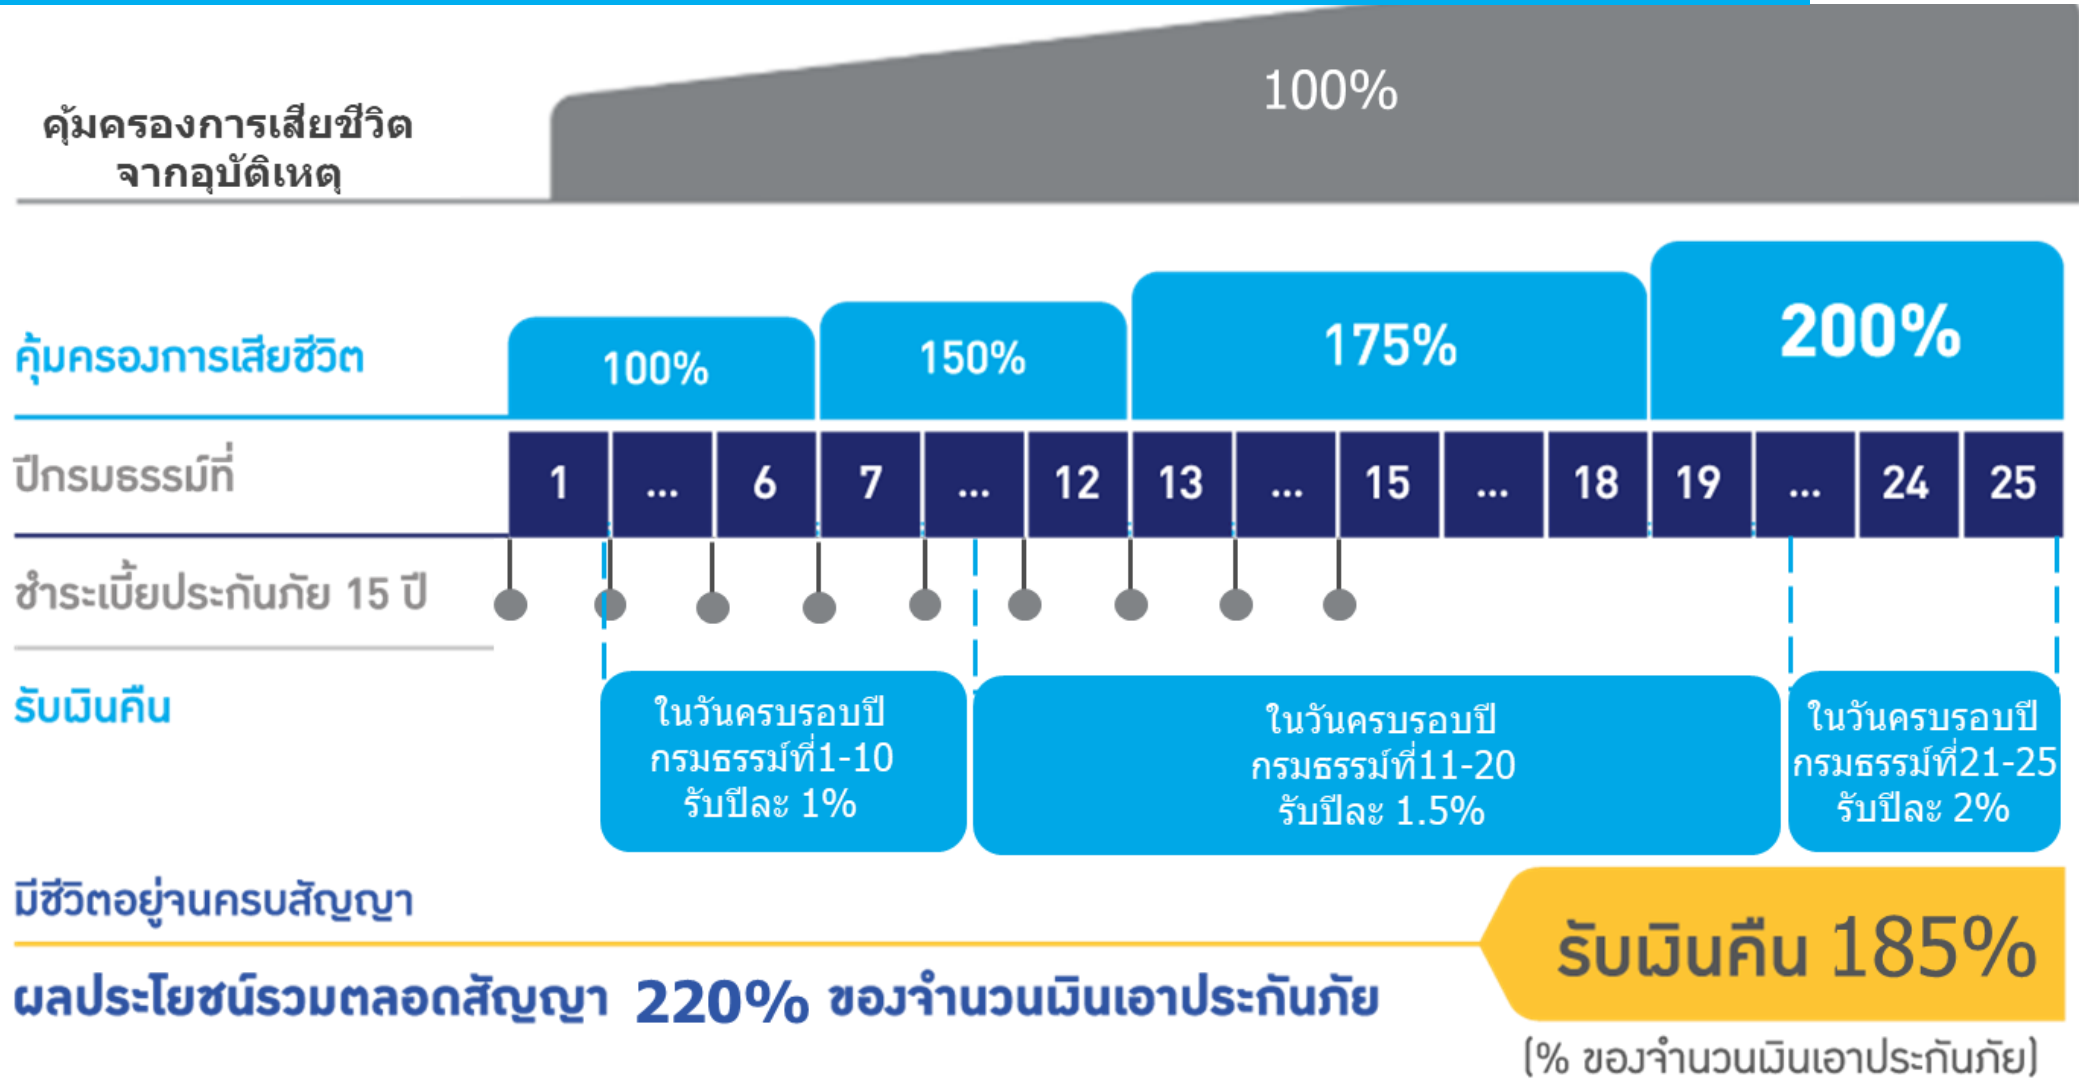 100%
คุ้มครองการเสียชีวิต
จากอุบัติเหตุ
คุ้มครองการเสียชีวิต
100%
150%
175%
200%
ปีกรมธรรม์ที่
1 ... 6 7 ... 12 13 ... 15 ... 18 19 ... 24 25
ชำระเบี้ยประกันภัย 15 ปี
รับเงินคืน
ในวันครบรอบปี
กรมธรรม์ที่1-10
รับปีละ 1%
ในวันครบรอบปี
กรมธรรม์ที่11-20
รับปีละ 1.5%
ในวันครบรอบปี
กรมธรรม์ที่21-25
รับปีละ 2%
มีชีวิตอยู่จนครบสัญญา
รับเงินคืน 185%
ผลประโยชน์รวมตลอดสัญญา 220% ของจำนวนเงินเอาประกันภัย
(% ของจำนวนเงินเอาประกันภัย)